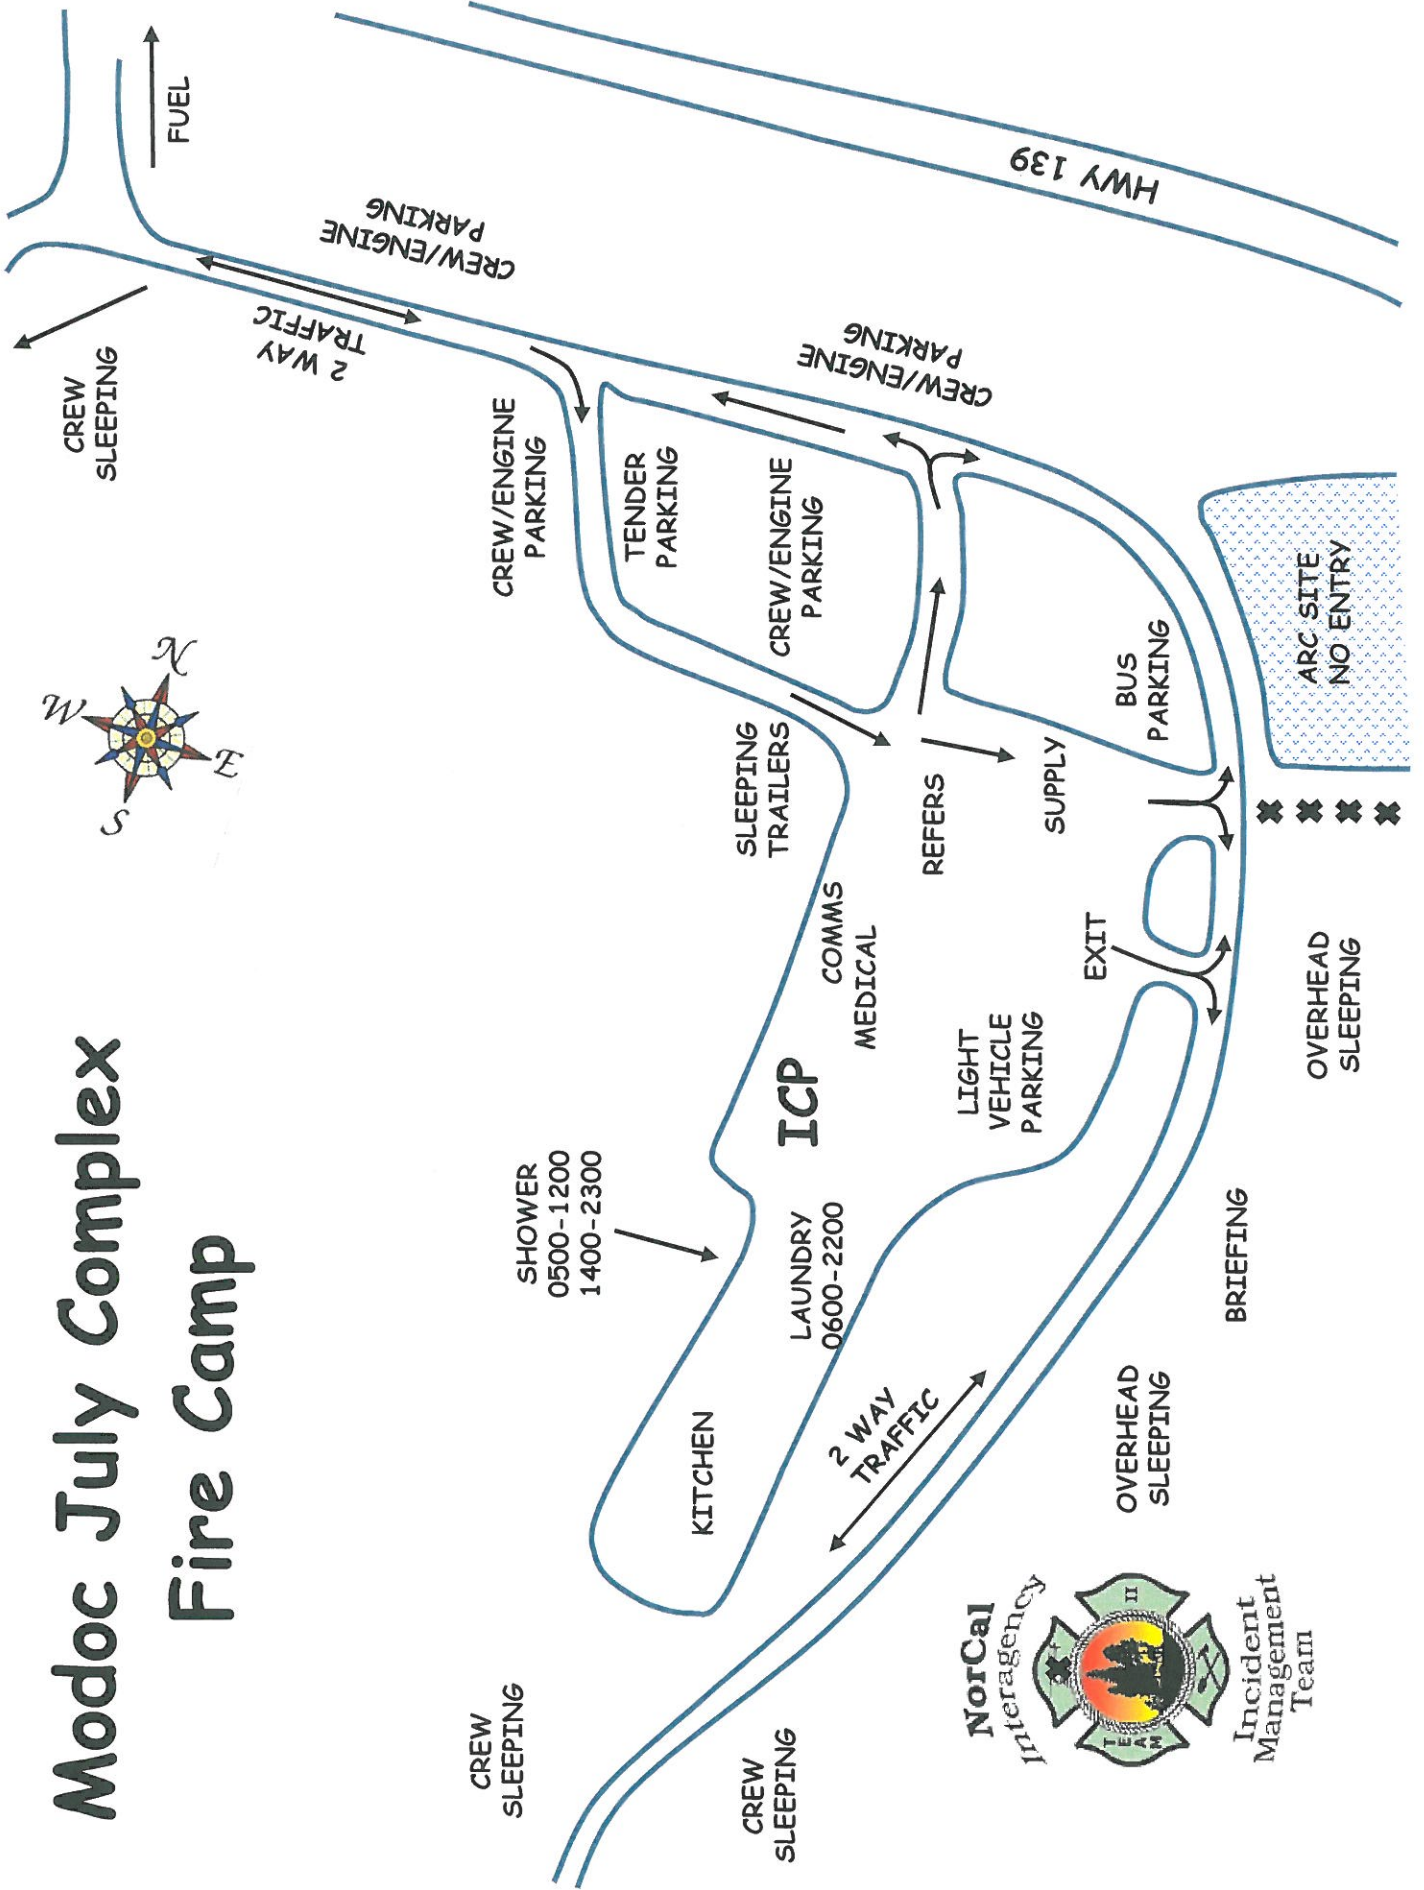 Modoc July Complex
Fire Camp
S
W
E
N
CREW
SLEEPING
FUEL
2 WAY
TRAFFIC
CREW/ENGINE
PARKING
HWY 139
CREW/ENGINE
PARKING
TENDER
PARKING
CREW/ENGINE
PARKING
CREW/ENGINE
PARKING
SHOWER
0500-1200
1400-2300
SLEEPING
TRAILERS
KITCHEN
LAUNDRY
0600-2200
ICP
COMMS
MEDICAL
REFERS
SUPPLY
BUS
PARKING
LIGHT
VEHICLE
PARKING
EXIT
ARC SITE
NO ENTRY
2 WAY
TRAFFIC
CREW
SLEEPING
CREW
SLEEPING
OVERHEAD
SLEEPING
BRIEFING
OVERHEAD
SLEEPING
NorCal
Interagency
TEAM
II
Incident
Management
Team